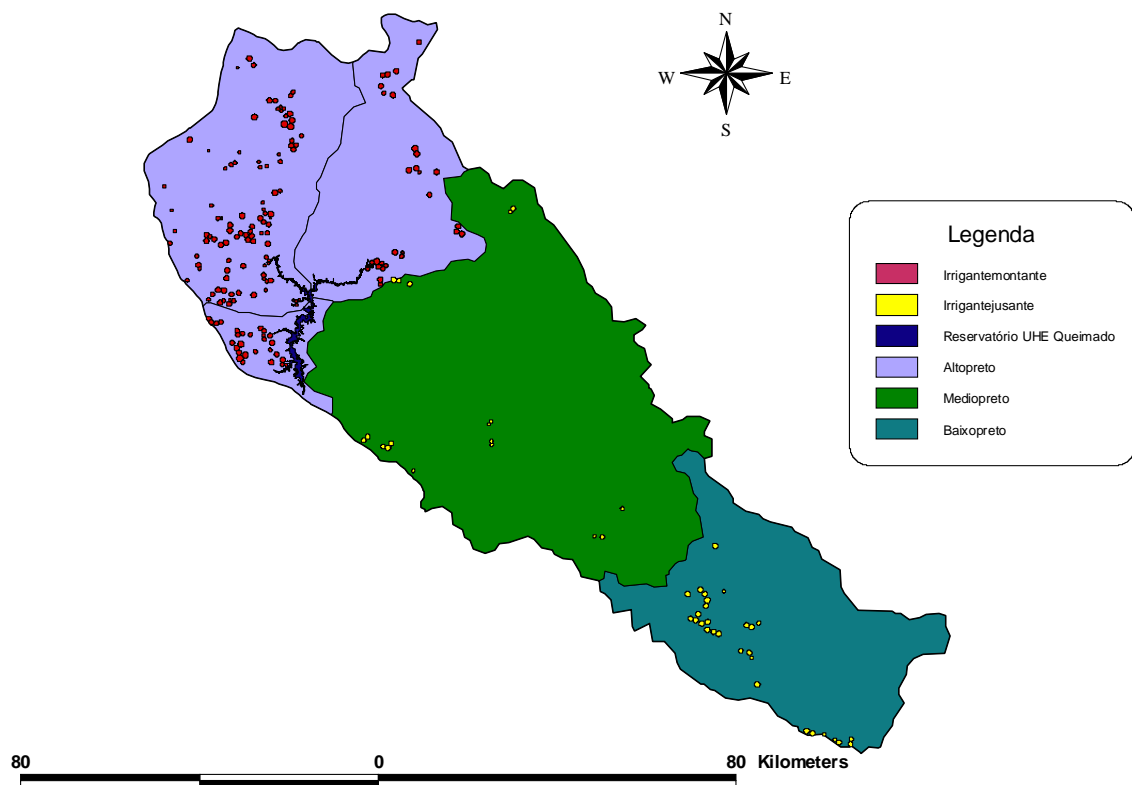 N
W
E
S
Legenda
Irrigantemontante
Irrigantejusante
Reservatório UHE Queimado
Altopreto
Mediopreto
Baixopreto
80 0 80 Kilometers